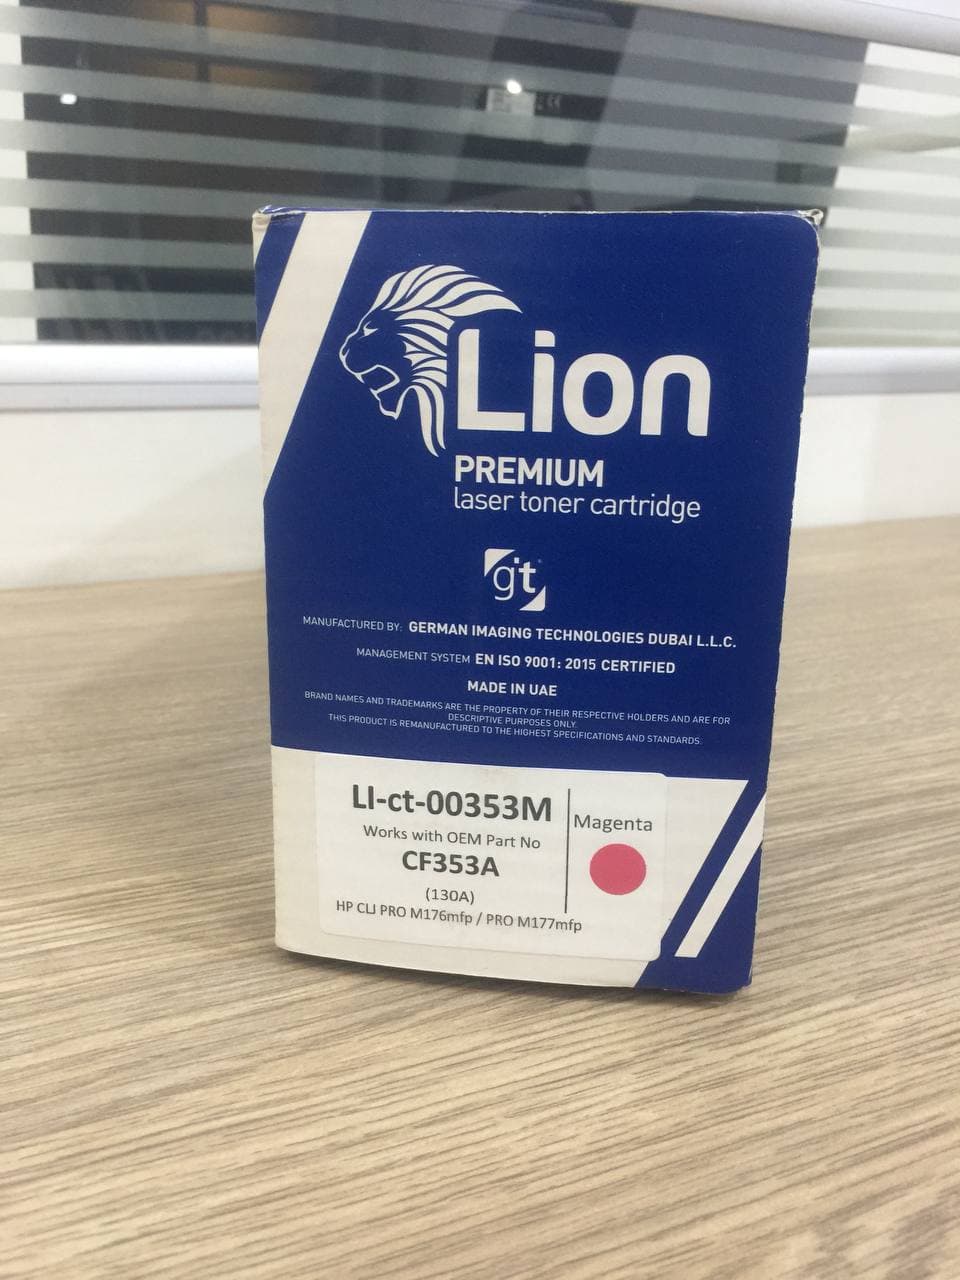 Lion
PREMIUM
laser toner cartridge
git
MANUFACTURED BY: GERMAN IMAGING TECHNOLOGIES DUBAI L.L.C.
MANAGEMENT SYSTEM EN ISO 9001: 2015 CERTIFIED
MADE IN UAE
BRAND NAMES AND TRADEMARKS ARE THE PROPERTY OF THEIR RESPECTIVE HOLDERS AND ARE FOR
DESCRIPTIVE PURPOSES ONLY.
THIS PRODUCT IS REMANUFACTURED TO THE HIGHEST SPECIFICATIONS AND STANDARDS.
LI-ct-00353M
Works with OEM Part No
CF353A
(130A)
HP CLJ PRO M176mfp / PRO M177mfp
Magenta